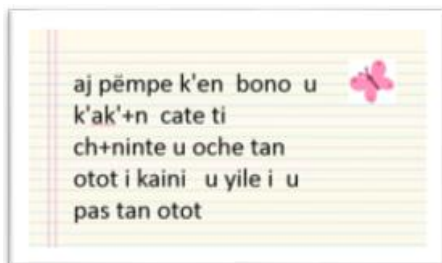 aj pëmpe k'en bono u
k'ak'+n cate ti
ch+ninte u oche tan
otot i kaini u yile i u
pas tan otot